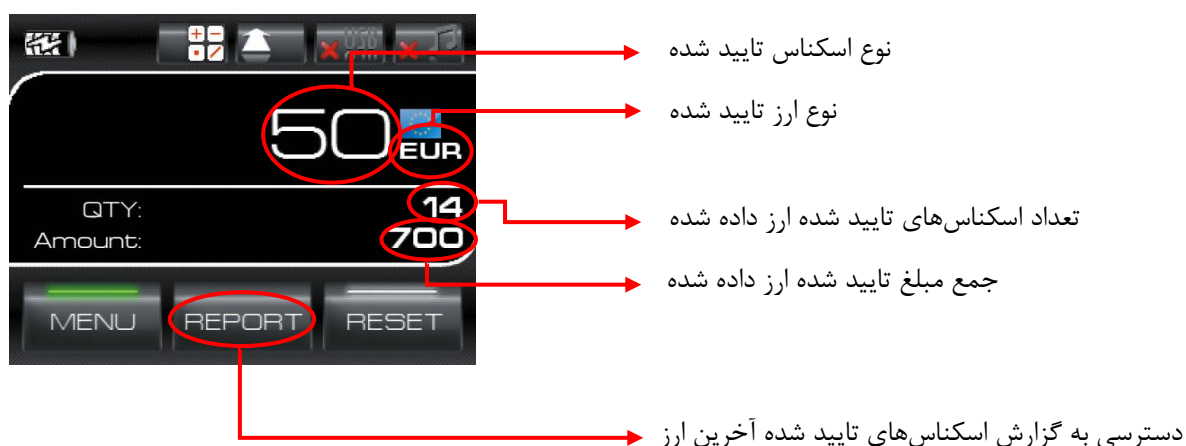 USB
نوع اسکناس تایید شده
50
نوع ارز تایید شده
EUR
QTY:
14
تعداد اسکناس‌های تایید شده ارز داده شده
Amount:
700
جمع مبلغ تایید شده ارز داده شده
MENU
REPORT
RESET
دسترسی به گزارش اسکناس‌های تایید شده آخرین ارز